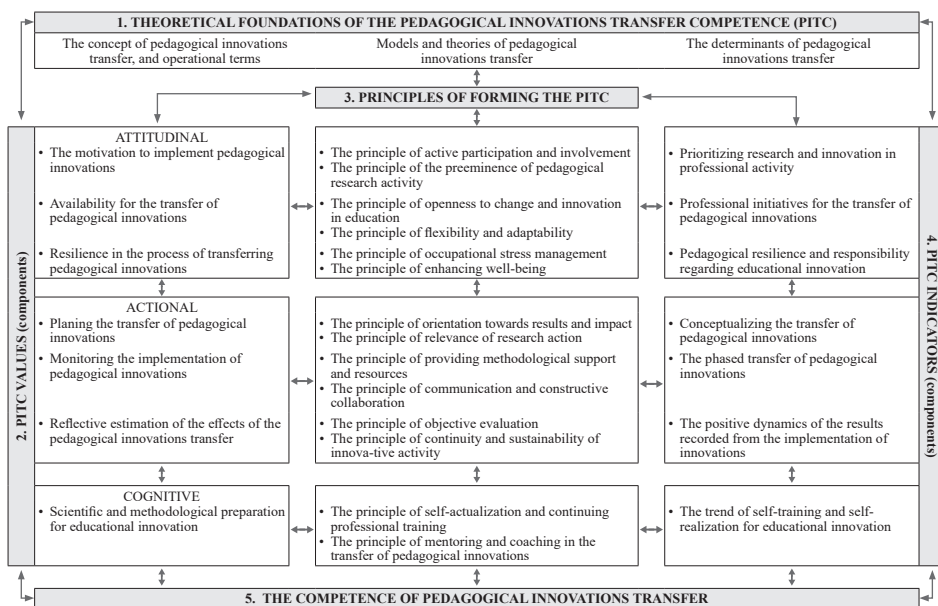 1. THEORETICAL FOUNDATIONS OF THE PEDAGOGICAL INNOVATIONS TRANSFER COMPETENCE (PITC)
The concept of pedagogical innovations
transfer, and operational terms
Models and theories of pedagogical
innovations transfer
The determinants of pedagogical
innovations transfer
3. PRINCIPLES OF FORMING THE PITC
2. PITC VALUES (components)
ATTITUDINAL
• The motivation to implement pedagogical
innovations
• Availability for the transfer of
pedagogical innovations
• Resilience in the process of transferring
pedagogical innovations
• The principle of active participation and involvement
• The principle of the preeminence of pedagogical
research activity
• The principle of openness to change and innovation
in education
• The principle of flexibility and adaptability
• The principle of occupational stress management
• The principle of enhancing well-being
• Prioritizing research and innovation in
professional activity
• Professional initiatives for the transfer of
pedagogical innovations
• Pedagogical resilience and responsibility
regarding educational innovation
ACTIONAL
• Planing the transfer of pedagogical
innovations
• Monitoring the implementation of
pedagogical innovations
• Reflective estimation of the effects of the
pedagogical innovations transfer
• The principle of orientation towards results and impact
• The principle of relevance of research action
• The principle of providing methodological support
and resources
• The principle of communication and constructive
collaboration
• The principle of objective evaluation
• The principle of continuity and sustainability of
innova-tive activity
• Conceptualizing the transfer of
pedagogical innovations
• The phased transfer of pedagogical
innovations
• The positive dynamics of the results
recorded from the implementation of
innovations
COGNITIVE
• Scientific and methodological preparation
for educational innovation
• The principle of self-actualization and continuing
professional training
• The principle of mentoring and coaching in the
transfer of pedagogical innovations
• The trend of self-training and self-
realization for educational innovation
4. PITC INDICATORS (components)
5. THE COMPETENCE OF PEDAGOGICAL INNOVATIONS TRANSFER